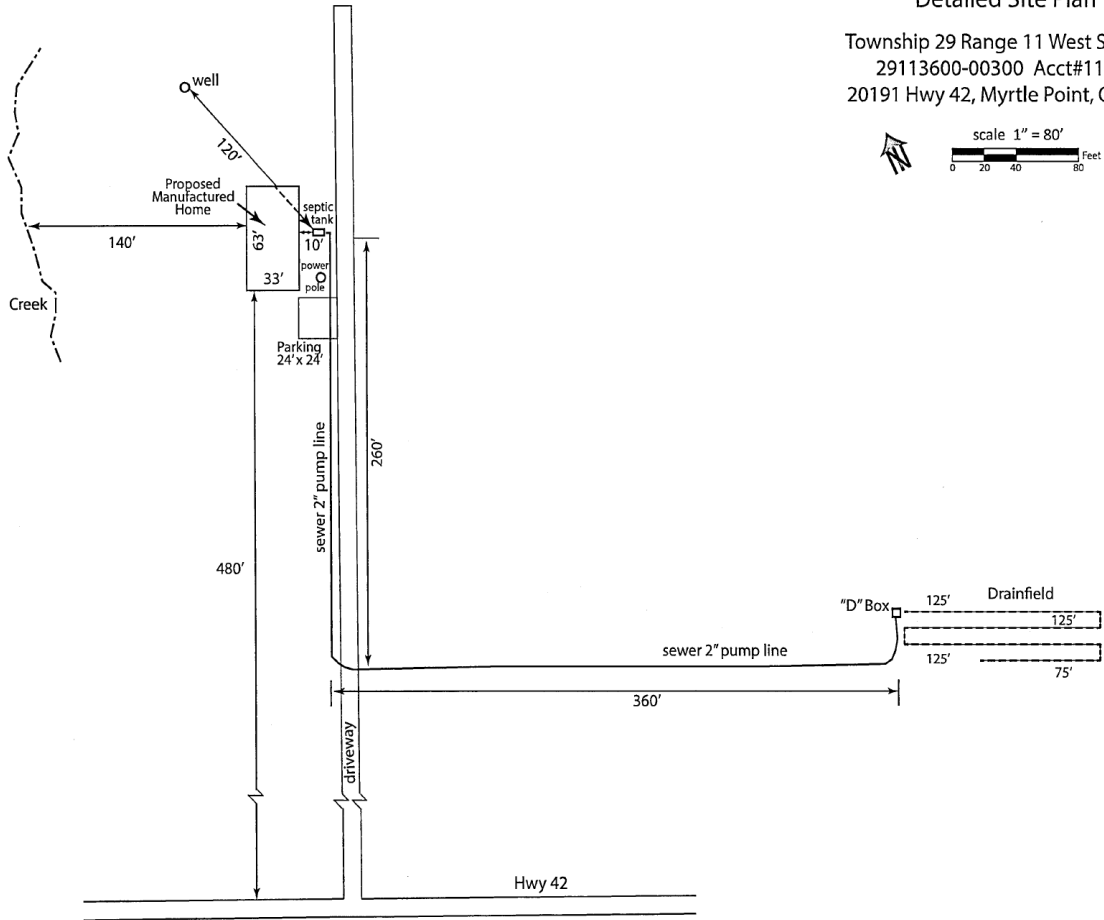 Detailed Site Plan
Township 29 Range 11 West S
29113600-00300 Acct#11
20191 Hwy 42, Myrtle Point,
N
scale 1" = 80'
Feet
0 20 40 80
well
120'
Proposed
Manufactured
Home
septic
tank
140'
63'
10'
33'
power
pole
Creek
Parking
24' x 24'
sewer 2" pump line
260'
480'
"D" Box
125'
Drainfield
125'
sewer 2" pump line
125'
75'
360'
driveway
Hwy 42